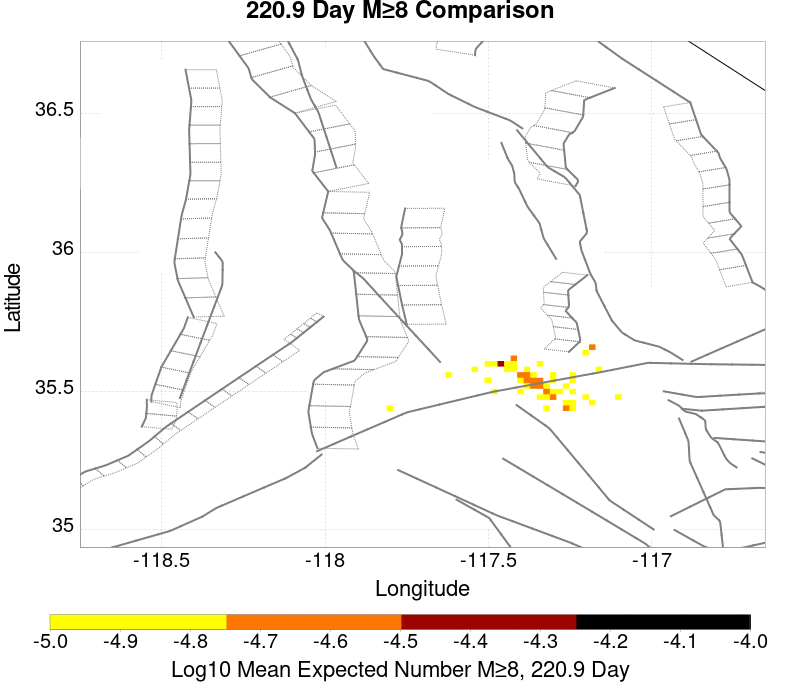 220.9 Day M≥8 Comparison
36.5
36
35.5
35
Latitude
-118.5 -118 -117.5 -117
Longitude
-5.0 -4.9 -4.8 -4.7 -4.6 -4.5 -4.4 -4.3 -4.2 -4.1 -4.0
Log10 Mean Expected Number M≥8, 220.9 Day